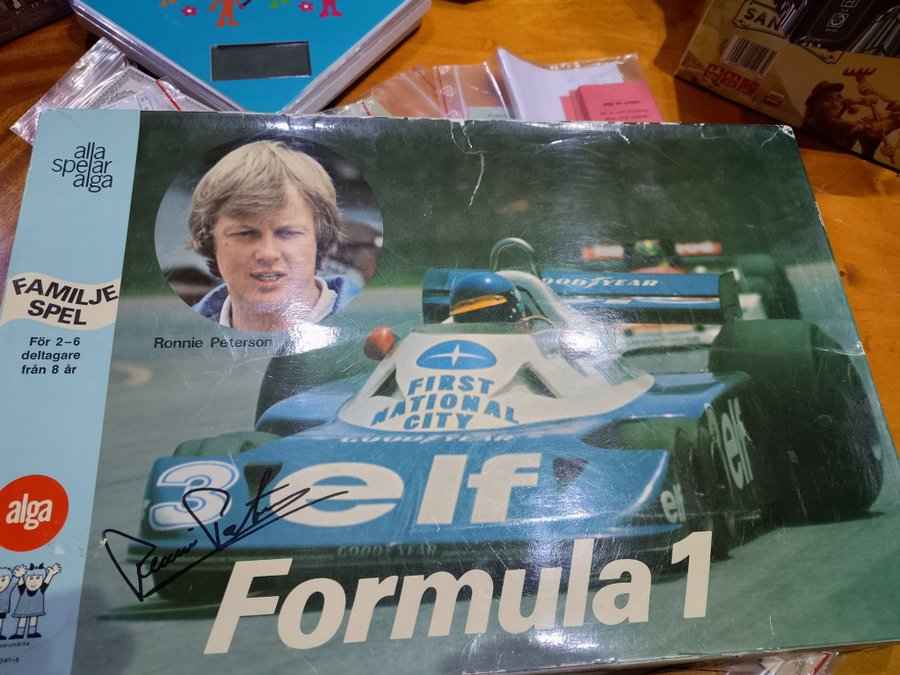 alla
spelar
alga
FAMILJE
SPEL
För 2–6
deltagare
från 8 år
alga
Ronnie Peterson
GOODYEAR
FIRST
NATIONAL
CITY
GOODYEAR
3 elf
elf
GOODYEAR
Formula 1
SAN